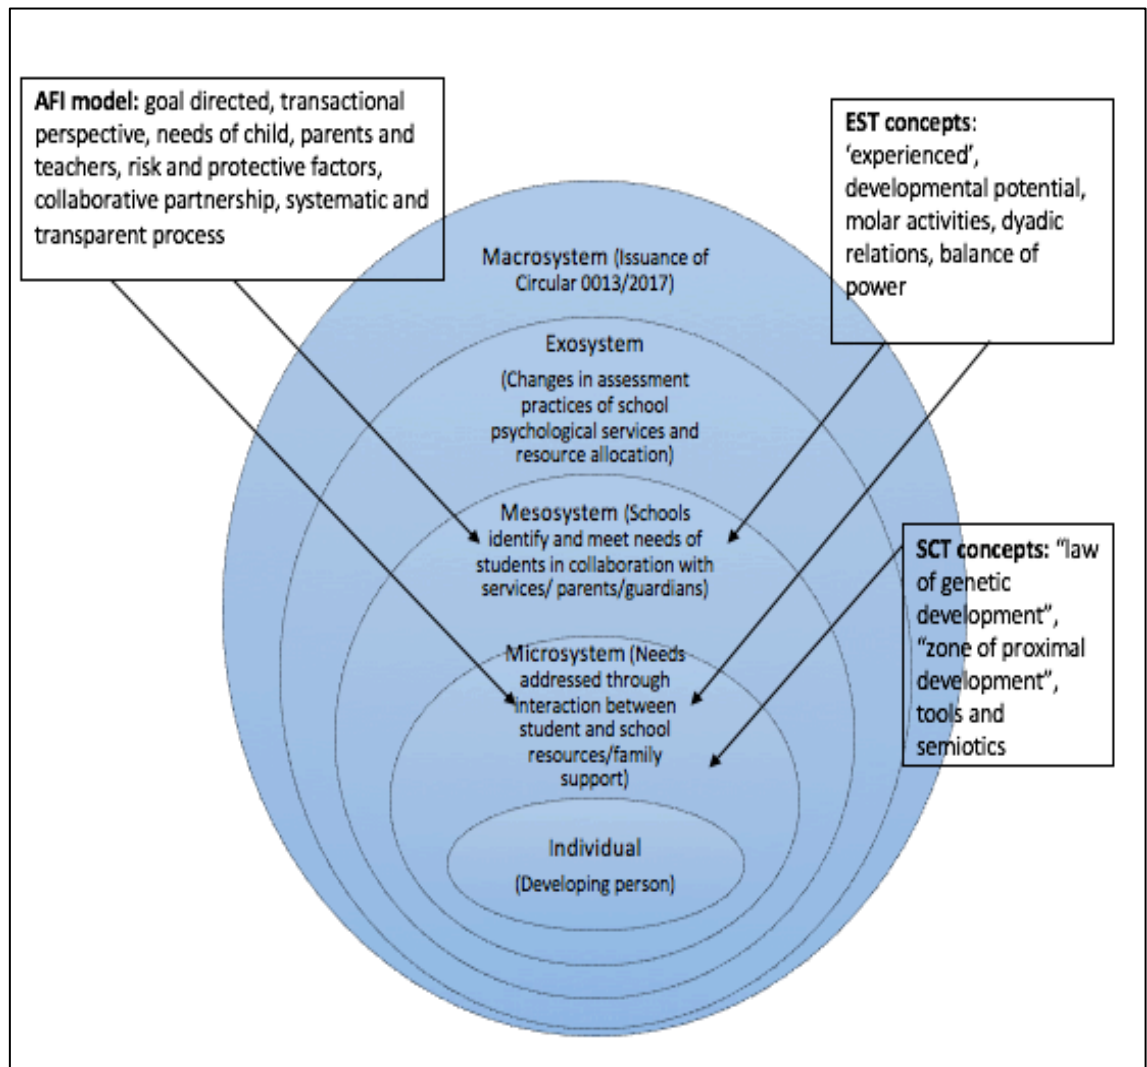 AFI model: goal directed, transactional
perspective, needs of child, parents and
teachers, risk and protective factors,
collaborative partnership, systematic and
transparent process
EST concepts:
‘experienced’,
developmental potential,
molar activities, dyadic
relations, balance of
power
Macrosystem (Issuance of
Circular 0013/2017)
Exosystem
(Changes in assessment
practices of school
psychological services and
resource allocation)
Mesosystem (Schools
identify and meet needs of
students in collaboration with
services/ parents/guardians)
SCT concepts: “law
of genetic
development”,
“zone of proximal
development”,
tools and
semiotics
Microsystem (Needs
addressed through
interaction between
student and school
resources/family
support)
Individual
(Developing person)